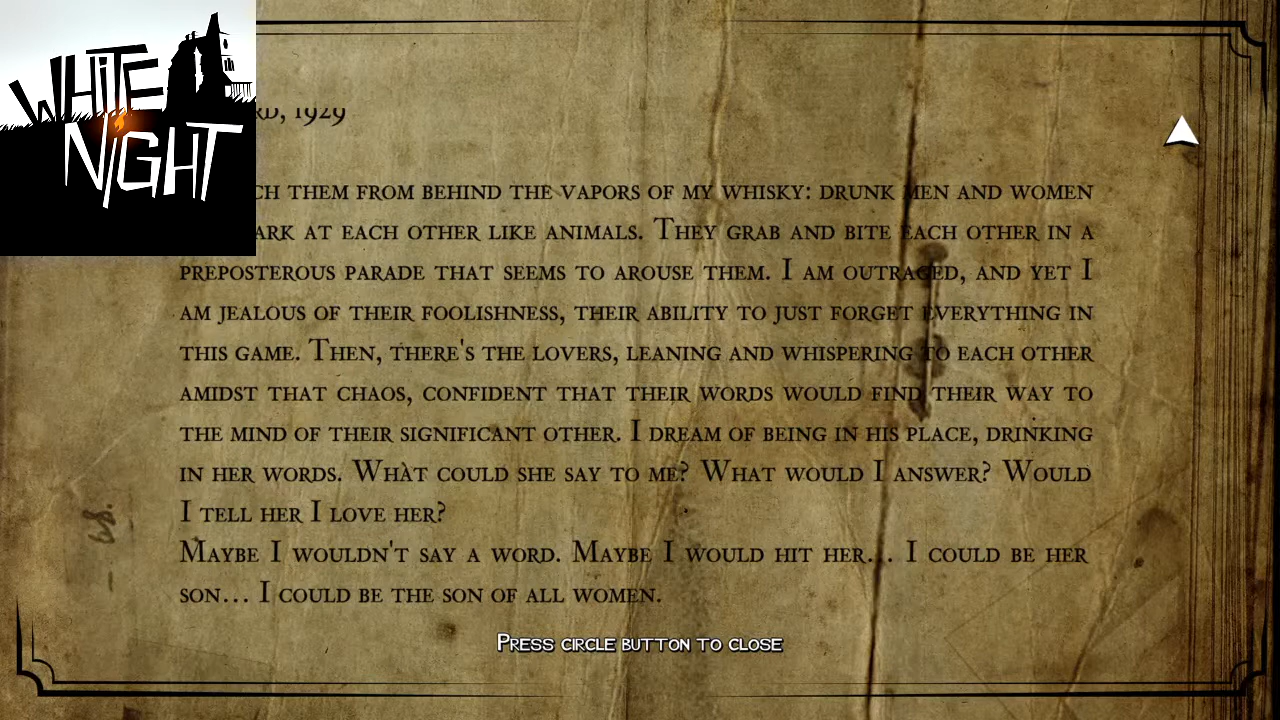 WHITE
NIGHT
RD, 1929
CH THEM FROM BEHIND THE VAPORS OF MY WHISKY: DRUNK MEN AND WOMEN
ARK AT EACH OTHER LIKE ANIMALS. THEY GRAB AND BITE EACH OTHER IN A
PREPOSTEROUS PARADE THAT SEEMS TO AROUSE THEM. I AM OUTRAGED, AND YET I
AM JEALOUS OF THEIR FOOLISHNESS, THEIR ABILITY TO JUST FORGET EVERYTHING IN
THIS GAME. THEN, THERE'S THE LOVERS, LEANING AND WHISPERING TO EACH OTHER
AMIDST THAT CHAOS, CONFIDENT THAT THEIR WORDS WOULD FIND THEIR WAY TO
THE MIND OF THEIR SIGNIFICANT OTHER. I DREAM OF BEING IN HIS PLACE, DRINKING
IN HER WORDS. WHAT COULD SHE SAY TO ME? WHAT WOULD I ANSWER? WOULD
I TELL HER I LOVE HER?
MAYBE I WOULDN'T SAY A WORD. MAYBE I WOULD HIT HER... I COULD BE HER
SON... I COULD BE THE SON OF ALL WOMEN.
PRESS CIRCLE BUTTON TO CLOSE